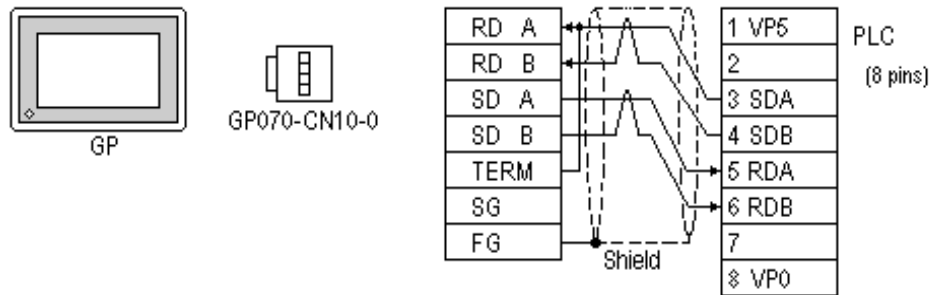 GP
GP070-CN10-0
RD A
RD B
SD A
SD B
TERM
SG
FG
Shield
1 VP5
2
3 SDA
4 SDB
5 RDA
6 RDB
7
8 VP0
PLC
(8 pins)